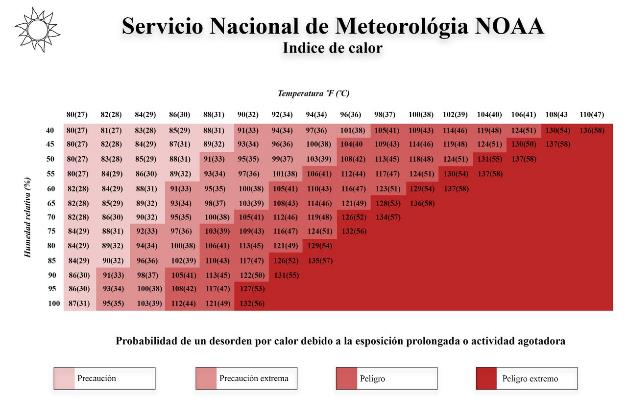 Servicio Nacional de Meteorológia NOAA
Indice de calor
Temperatura °F (°C)
80(27) 82(28) 84(29) 86(30) 88(31) 90(32) 92(34) 94(34) 96(36) 98(37) 100(38) 102(39) 104(40) 106(41) 108(43 110(47)
Humedad relativa (%)
40 80(27) 81(27) 83(28) 85(29) 88(31) 91(33) 94(34) 97(36) 101(38) 105(41) 109(43) 114(46) 119(48) 124(51) 130(54) 136(58)
45 80(27) 82(28) 84(29) 87(31) 89(32) 93(34) 96(36) 100(38) 104(40 109(43) 114(46) 119(48) 124(51) 130(50) 137(58)
50 80(27) 83(28) 85(29) 88(31) 91(33) 95(35) 99(37) 103(39) 108(42) 113(45) 118(48) 124(51) 131(55) 137(58)
55 80(27) 84(29) 86(30) 89(32) 93(34) 97(36) 101(38) 106(41) 112(44) 117(47) 124(51) 130(54) 137(58)
60 82(28) 84(29) 88(31) 91(33) 95(35) 100(38) 105(41) 110(43) 116(47) 123(51) 129(54) 137(58)
65 82(28) 85(29) 89(32) 93(34) 98(37) 103(39) 108(43) 114(46) 121(49) 128(53) 136(58)
70 82(28) 86(30) 90(32) 95(35) 100(38) 105(41) 112(46) 119(48) 126(52) 134(57)
75 84(29) 88(31) 92(33) 97(36) 103(39) 109(43) 116(47) 124(51) 132(56)
80 84(29) 89(32) 94(34) 100(38) 106(41) 113(45) 121(49) 129(54)
85 84(29) 90(32) 96(36) 102(39) 110(43) 117(47) 126(52) 135(57)
90 86(30) 91(33) 98(37) 105(41) 113(45) 122(50) 131(55)
95 86(30) 93(34) 100(38) 108(42) 117(47) 127(53)
100 87(31) 95(35) 103(39) 112(44) 121(49) 132(56)
Probabilidad de un desorden por calor debido a la esposición prolongada o actividad agotadora
Precaución
Precaución extrema
Peligro
Peligro extremo